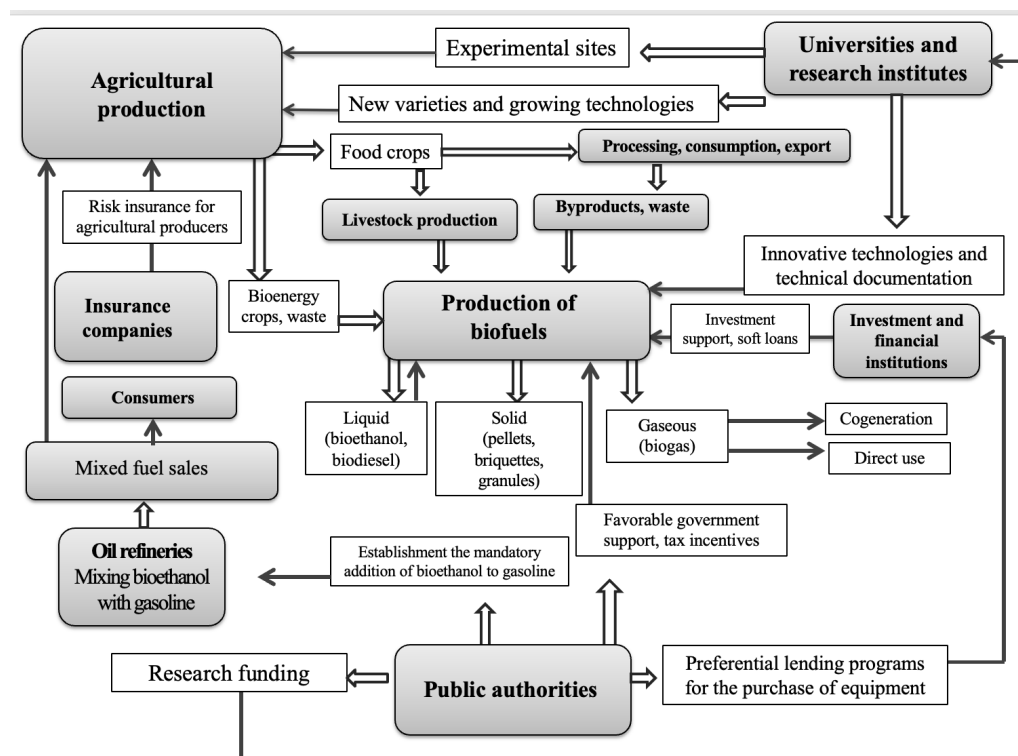 Agricultural
production
Experimental sites
Universities and
research institutes
New varieties and growing technologies
Food crops
Processing, consumption, export
Risk insurance for
agricultural producers
Livestock production
Byproducts, waste
Innovative technologies and
technical documentation
Insurance
companies
Bioenergy
crops, waste
Production of
biofuels
Investment
support, soft loans
Investment and
financial
institutions
Consumers
Liquid
(bioethanol,
biodiesel)
Solid
(pellets,
briquettes,
granules)
Gaseous
(biogas)
Cogeneration
Direct use
Mixed fuel sales
Favorable government
support, tax incentives
Oil refineries
Mixing bioethanol
with gasoline
Establishment the mandatory
addition of bioethanol to gasoline
Research funding
Public authorities
Preferential lending programs
for the purchase of equipment